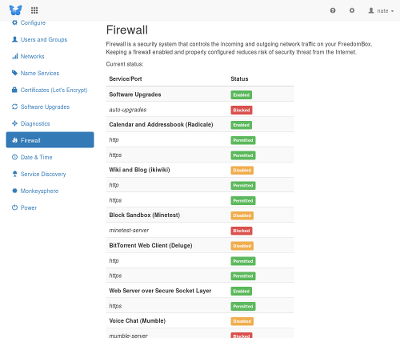 nate
Configure
Users and Groups
Networks
Name Services
Certificates (Let's Encrypt)
Software Upgrades
Diagnostics
Firewall
Date & Time
Service Discovery
Monkeysphere
Power
Firewall
Firewall is a security system that controls the incoming and outgoing network traffic on your FreedomBox.
Keeping a firewall enabled and properly configured reduces risk of security threat from the Internet.
Current status:
Service/Port Status
Software Upgrades Enabled
auto-upgrades Blocked
Calendar and Addressbook (Radicale) Enabled
http Permitted
https Permitted
Wiki and Blog (ikiwiki) Disabled
http Permitted
https Permitted
Block Sandbox (Minetest) Disabled
minetest-server Blocked
BitTorrent Web Client (Deluge) Disabled
http Permitted
https Permitted
Web Server over Secure Socket Layer Enabled
https Permitted
Voice Chat (Mumble) Disabled
mumble-server Blocked